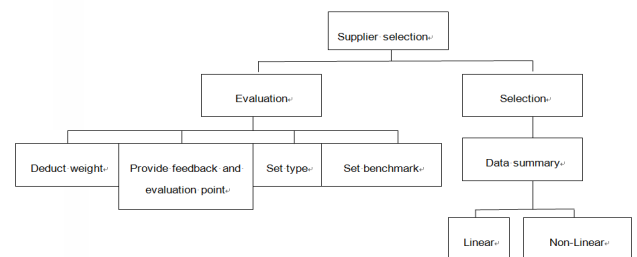 Supplier selection
Evaluation
Selection
Deduct weight
Provide feedback and
evaluation point
Set type
Set benchmark
Data summary
Linear
Non-Linear